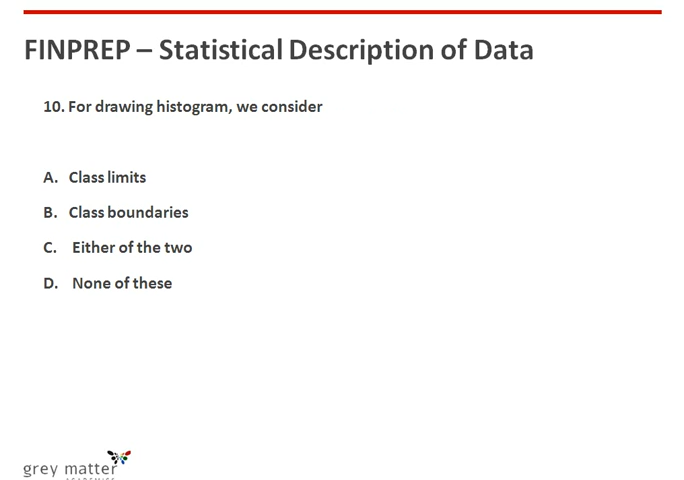 FINPREP – Statistical Description of Data
10. For drawing histogram, we consider
A. Class limits
B. Class boundaries
C. Either of the two
D. None of these
grey matter